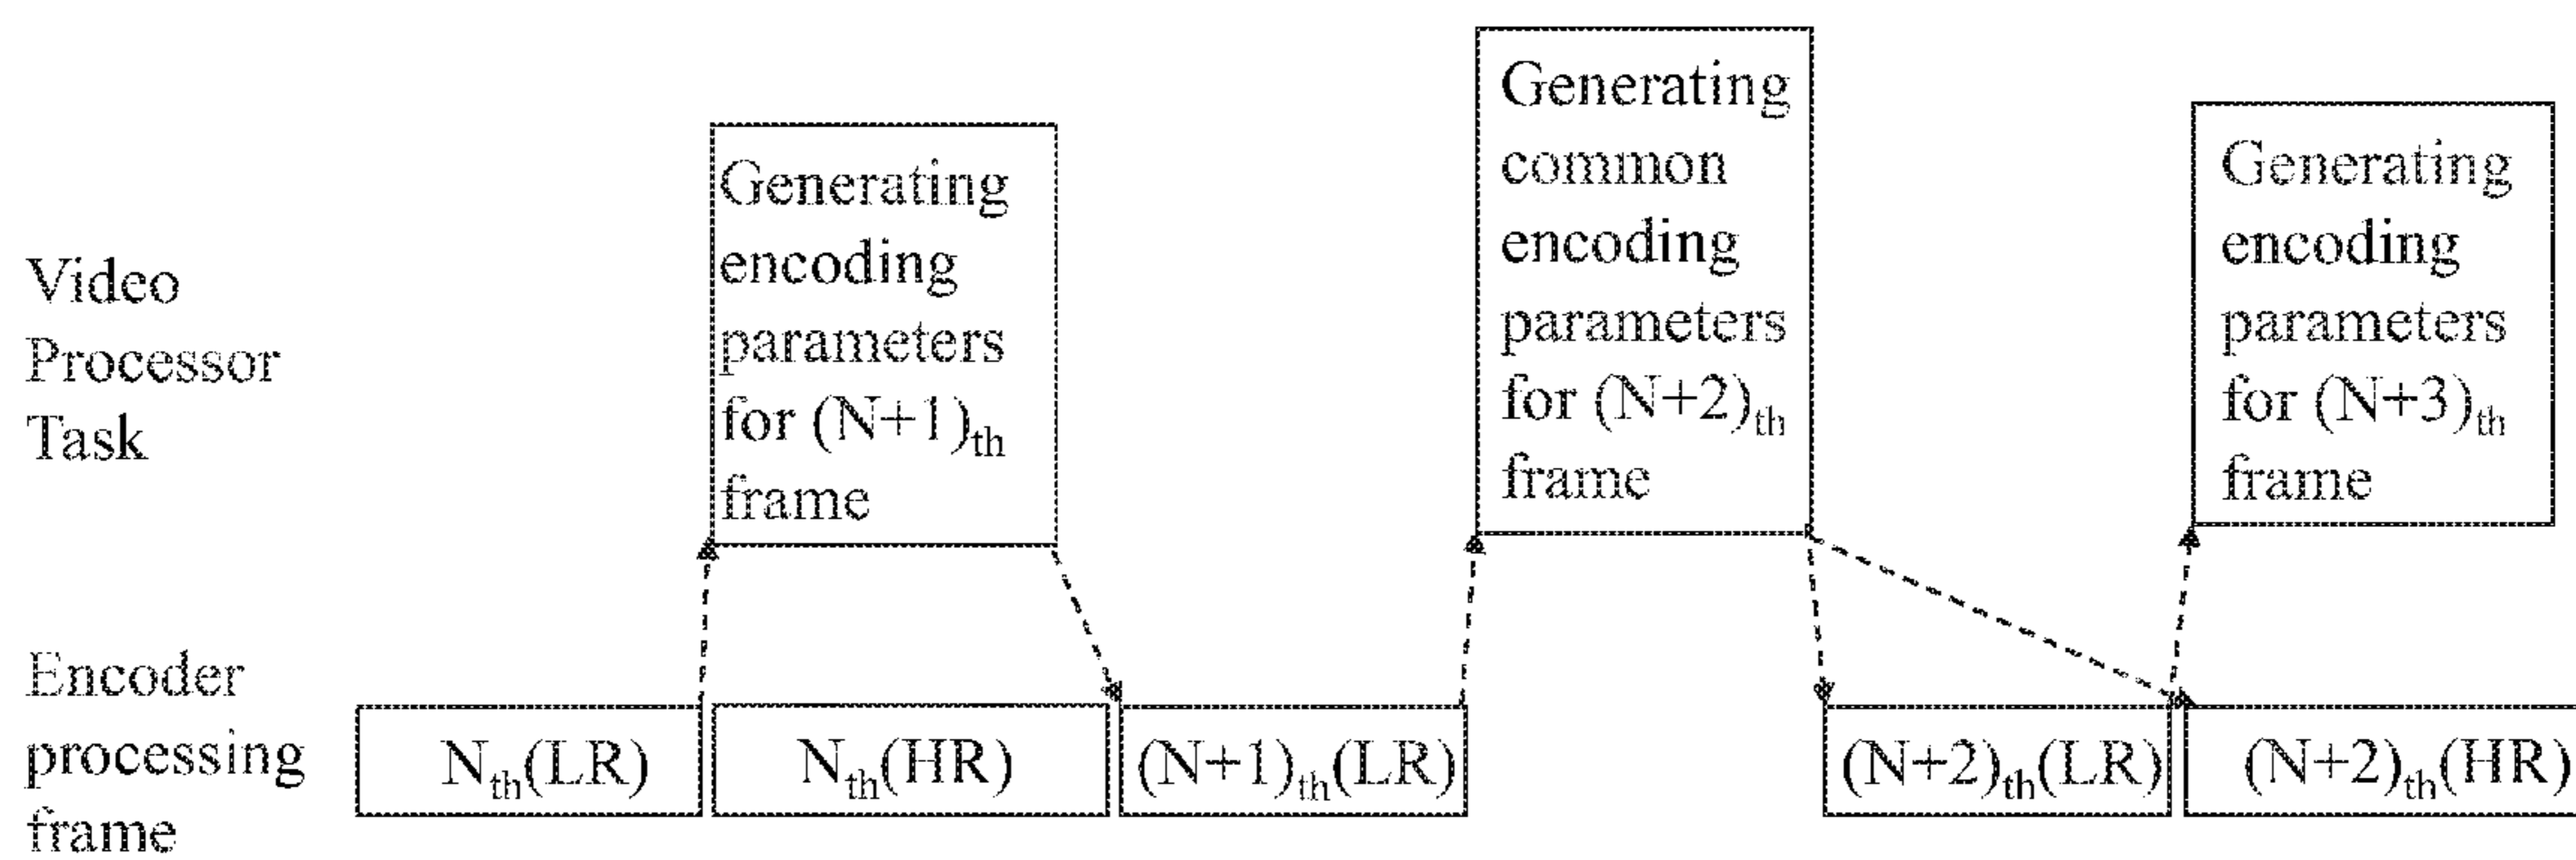 Video
Processor
Task
Generating
encoding
parameters
for (N+1)th
frame
Generating
common
encoding
parameters
for (N+2)th
frame
Generating
encoding
parameters
for (N+3)th
frame
Encoder
processing
frame
Nth(LR)
Nth(HR)
(N+1)th(LR)
(N+2)th(LR)
(N+2)th(HR)